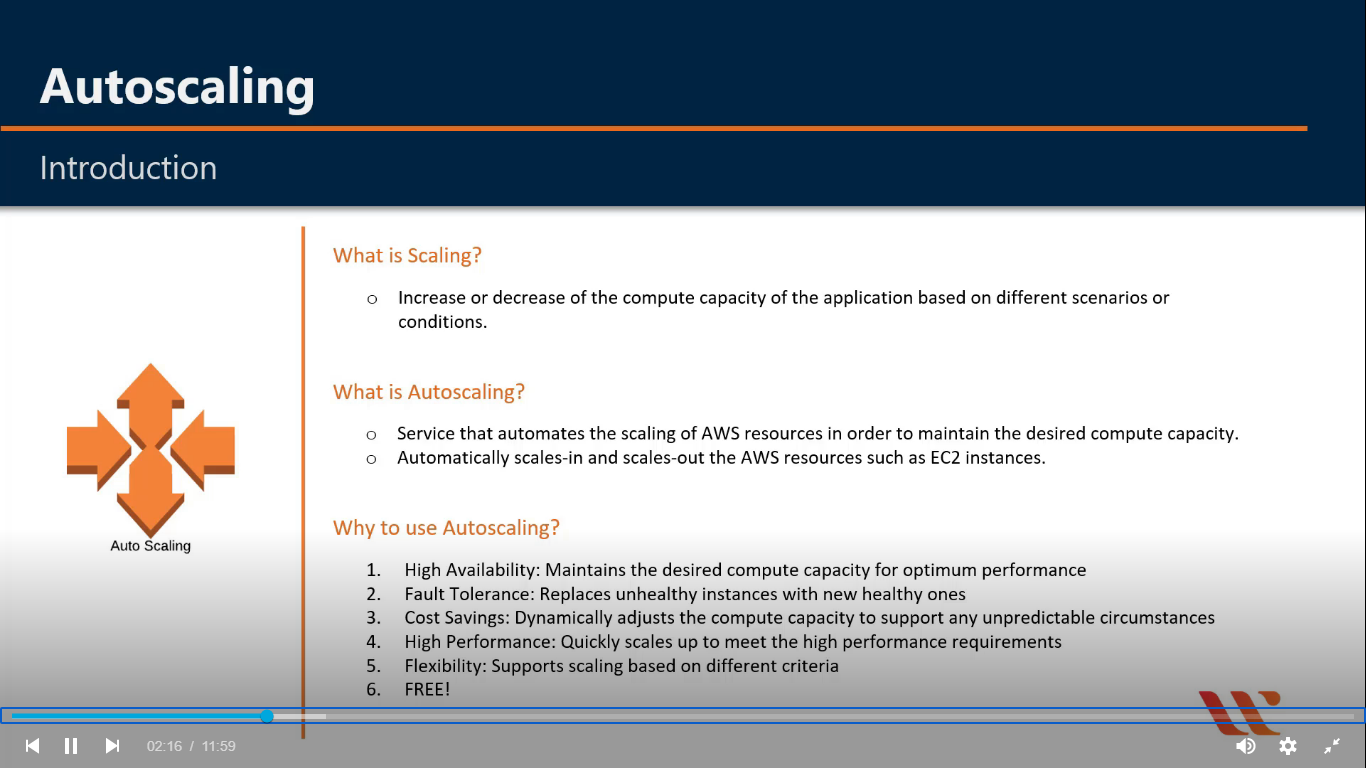 Autoscaling
Introduction
What is Scaling?
o Increase or decrease of the compute capacity of the application based on different scenarios or
conditions.
What is Autoscaling?
o Service that automates the scaling of AWS resources in order to maintain the desired compute capacity.
o Automatically scales-in and scales-out the AWS resources such as EC2 instances.
Auto Scaling
Why to use Autoscaling?
1. High Availability: Maintains the desired compute capacity for optimum performance
2. Fault Tolerance: Replaces unhealthy instances with new healthy ones
3. Cost Savings: Dynamically adjusts the compute capacity to support any unpredictable circumstances
4. High Performance: Quickly scales up to meet the high performance requirements
5. Flexibility: Supports scaling based on different criteria
6. FREE!
02:16 / 11:59